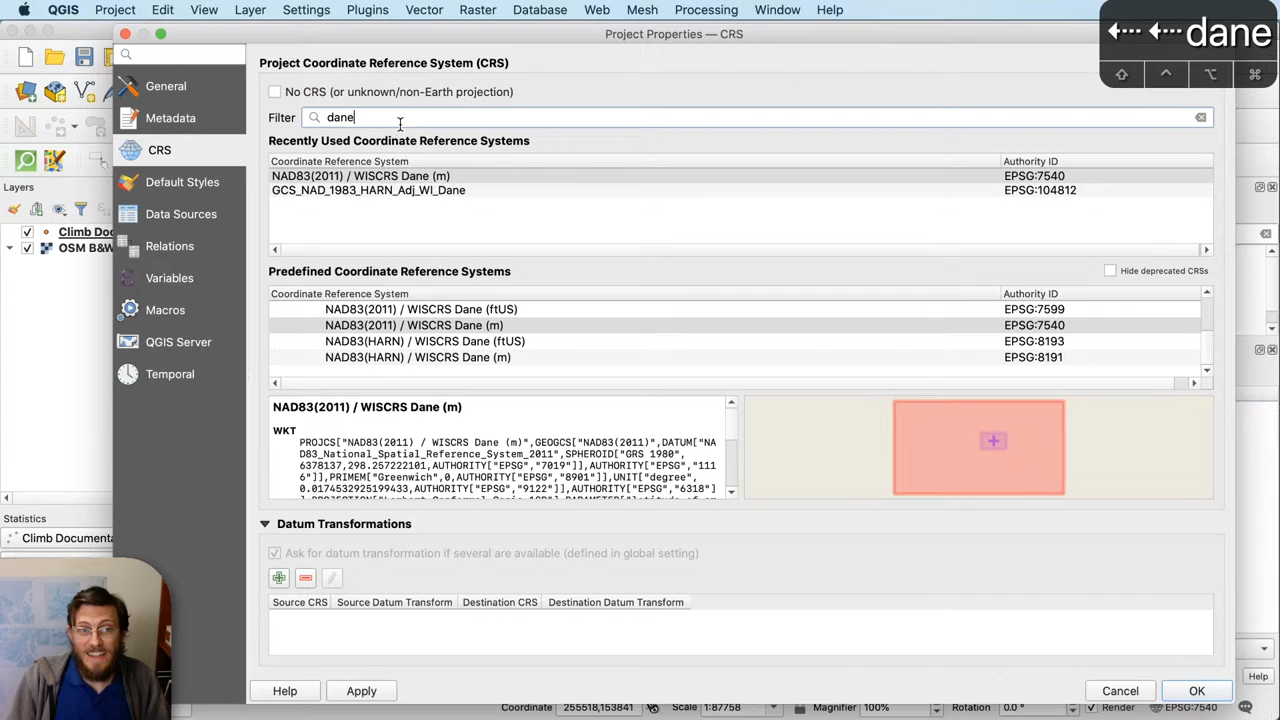 QGIS Project Edit View Layer Settings Plugins Vector Raster Database Web Mesh Processing Window Help
dane
Project Properties — CRS
General
Metadata
CRS
Default Styles
Data Sources
Relations
Variables
Macros
QGIS Server
Temporal
Layers
Climb Doc
OSM B&W
Statistics
Climb Documenta
Project Coordinate Reference System (CRS)
No CRS (or unknown/non-Earth projection)
Filter dane
Recently Used Coordinate Reference Systems
Coordinate Reference System Authority ID
NAD83(2011) / WISCRS Dane (m) EPSG:7540
GCS_NAD_1983_HARN_Adj_WI_Dane EPSG:104812
Predefined Coordinate Reference Systems Hide deprecated CRSs
Coordinate Reference System Authority ID
NAD83(2011) / WISCRS Dane (ftUS) EPSG:7599
NAD83(2011) / WISCRS Dane (m) EPSG:7540
NAD83(HARN) / WISCRS Dane (ftUS) EPSG:8193
NAD83(HARN) / WISCRS Dane (m) EPSG:8191
NAD83(2011) / WISCRS Dane (m)
WKT
PROJCS["NAD83(2011) / WISCRS Dane (m)",GEOGCS["NAD83(2011)",DATUM["NA
D83_National_Spatial_Reference_System_2011",SPHEROID["GRS 1980",
6378137,298.257222101,AUTHORITY["EPSG","7019"]],AUTHORITY["EPSG","111
6"]],PRIMEM["Greenwich",0,AUTHORITY["EPSG","8901"]],UNIT["degree",
0.0174532925199433,AUTHORITY["EPSG","9122"]],AUTHORITY["EPSG","6318"]
Datum Transformations
Ask for datum transformation if several are available (defined in global setting)
Source CRS Source Datum Transform Destination CRS Destination Datum Transform
Help Apply Cancel OK
Help
Coordinate 255518,153841 Scale 1:87758 Magnifier 100% Rotation 0.0 ° Render EPSG:7540